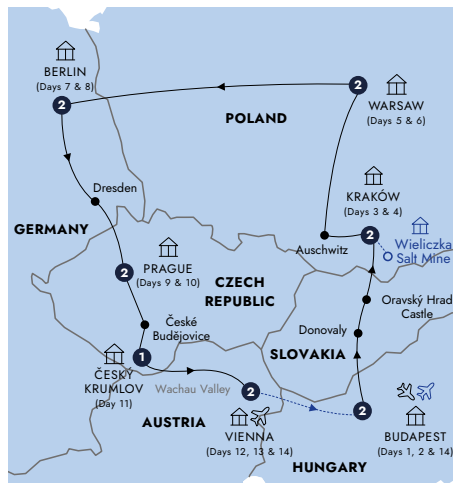 BERLIN
(Days 7 & 8)
2
2
WARSAW
(Days 5 & 6)
POLAND
KRAKÓW
(Days 3 & 4)
Dresden
GERMANY
2
Auschwitz
Wieliczka
Salt Mine
2
PRAGUE
(Days 9 & 10)
CZECH
REPUBLIC
Oravský Hrad
Castle
České
Budějovice
Donovaly
SLOVAKIA
1
ČESKÝ
KRUMLOV
(Day 11)
Wachau Valley
2
2
AUSTRIA
VIENNA
(Days 12, 13 & 14)
BUDAPEST
(Days 1, 2 & 14)
HUNGARY